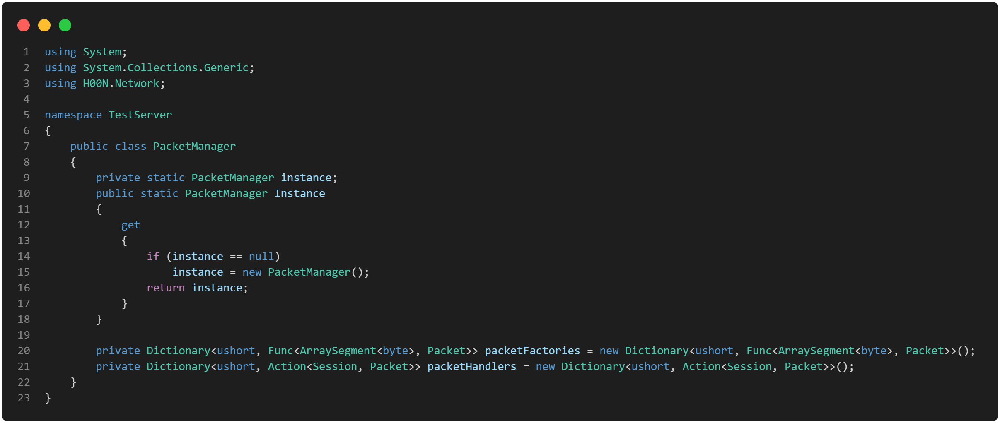 1 using System;
2 using System.Collections.Generic;
3 using H00N.Network;
4
5 namespace TestServer
6 {
7     public class PacketManager
8     {
9         private static PacketManager instance;
10         public static PacketManager Instance
11         {
12             get
13             {
14                 if (instance == null)
15                     instance = new PacketManager();
16                 return instance;
17             }
18         }
19
20         private Dictionary<ushort, Func<ArraySegment<byte>, Packet>> packetFactories = new Dictionary<ushort, Func<ArraySegment<byte>, Packet>>();
21         private Dictionary<ushort, Action<Session, Packet>> packetHandlers = new Dictionary<ushort, Action<Session, Packet>>();
22     }
23 }